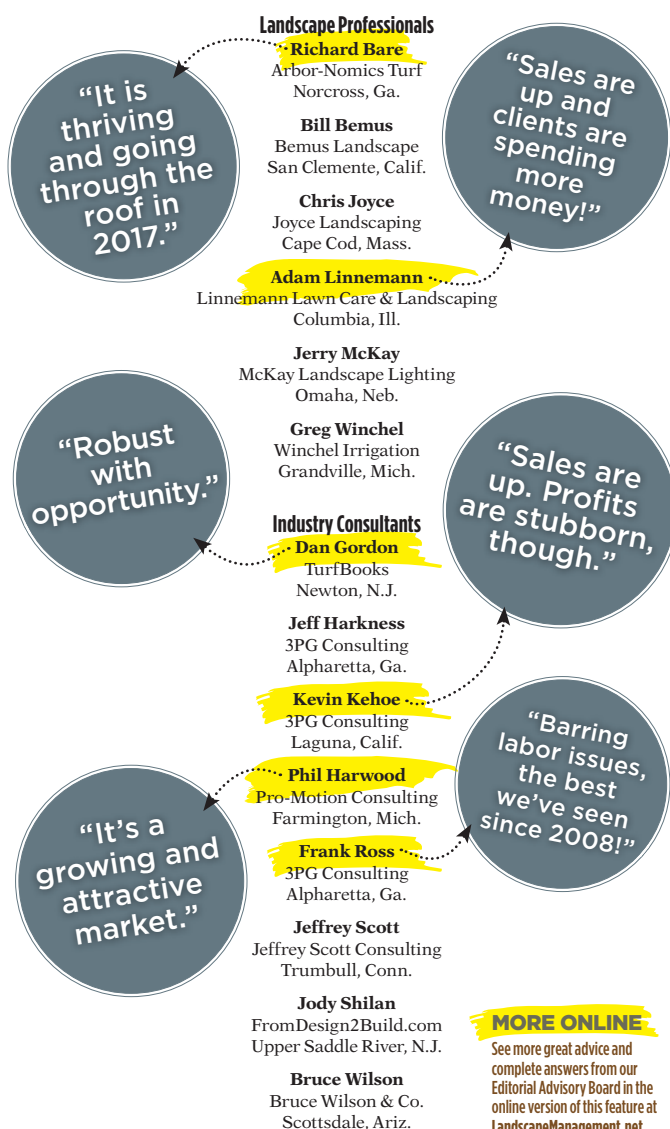 Landscape Professionals
Richard Bare
Arbor-Nomics Turf
Norcross, Ga.
Bill Bemus
Bemus Landscape
San Clemente, Calif.
Chris Joyce
Joyce Landscaping
Cape Cod, Mass.
Adam Linnemann
Linnemann Lawn Care & Landscaping
Columbia, Ill.
Jerry McKay
McKay Landscape Lighting
Omaha, Neb.
Greg Winchel
Winchel Irrigation
Grandville, Mich.
Industry Consultants
Dan Gordon
TurfBooks
Newton, N.J.
Jeff Harkness
3PG Consulting
Alpharetta, Ga.
Kevin Kehoe
3PG Consulting
Laguna, Calif.
Phil Harwood
Pro-Motion Consulting
Farmington, Mich.
Frank Ross
3PG Consulting
Alpharetta, Ga.
Jeffrey Scott
Jeffrey Scott Consulting
Trumbull, Conn.
Jody Shilan
FromDesign2Build.com
Upper Saddle River, N.J.
Bruce Wilson
Bruce Wilson & Co.
Scottsdale, Ariz.
“It is
thriving
and going
through the
roof in
2017.”
“Sales are
up and
clients are
spending
more
money!”
“Robust
with
opportunity.”
“Sales are
up. Profits
are stubborn,
though.”
“Barring
labor issues,
the best
we’ve seen
since 2008!”
“It’s a
growing and
attractive
market.”
MORE ONLINE
See more great advice and
complete answers from our
Editorial Advisory Board in the
online version of this feature at
LandscapeManagement.net